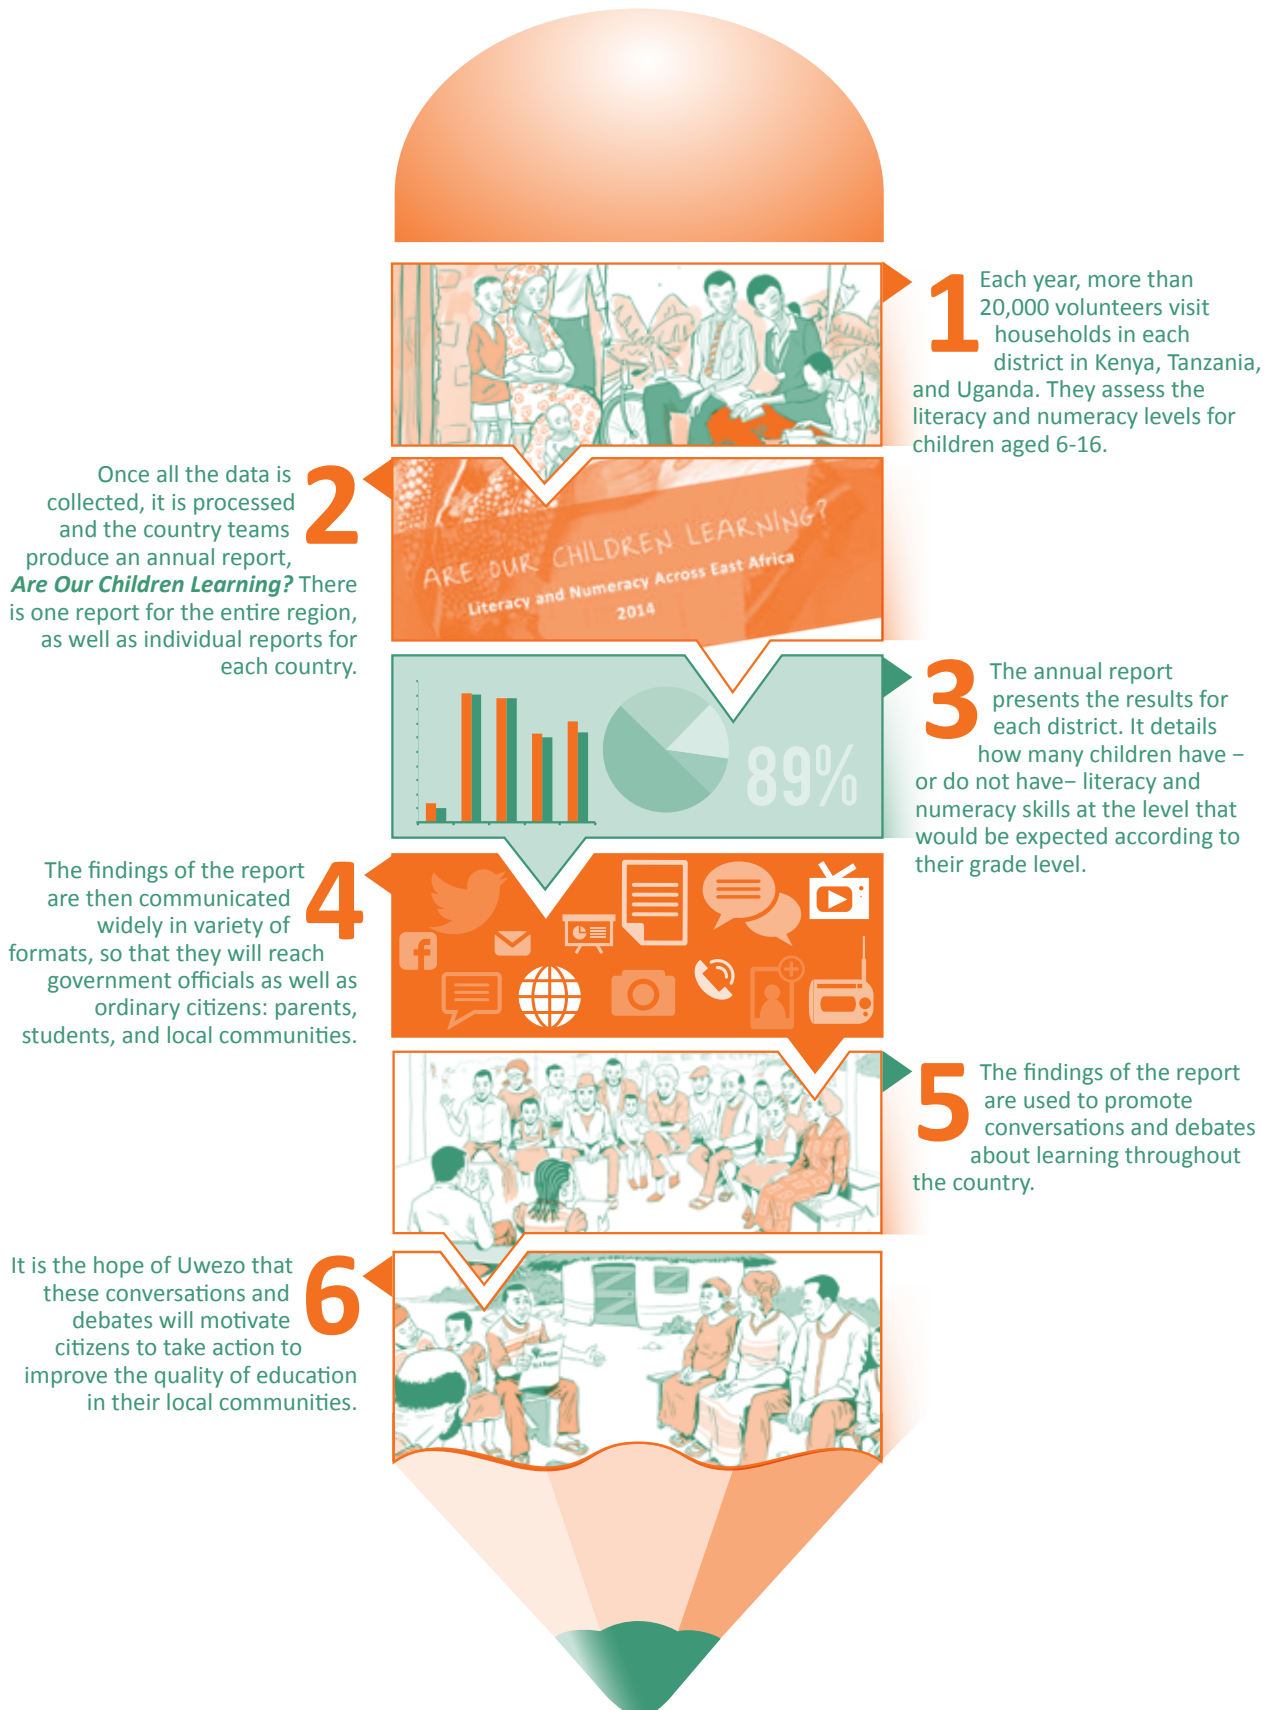 1
Each year, more than
20,000 volunteers visit
households in each
district in Kenya, Tanzania,
and Uganda. They assess the
literacy and numeracy levels for
children aged 6-16.
2
Once all the data is
collected, it is processed
and the country teams
produce an annual report,
Are Our Children Learning? There
is one report for the entire region,
as well as individual reports for
each country.
ARE OUR CHILDREN LEARNING?
Literacy and Numeracy Across East Africa
2014
3
The annual report
presents the results for
each district. It details
how many children have –
or do not have– literacy and
numeracy skills at the level that
would be expected according to
their grade level.
89%
4
The findings of the report
are then communicated
widely in variety of
formats, so that they will reach
government officials as well as
ordinary citizens: parents,
students, and local communities.
5
The findings of the report
are used to promote
conversations and debates
about learning throughout
the country.
6
It is the hope of Uwezo that
these conversations and
debates will motivate
citizens to take action to
improve the quality of education
in their local communities.